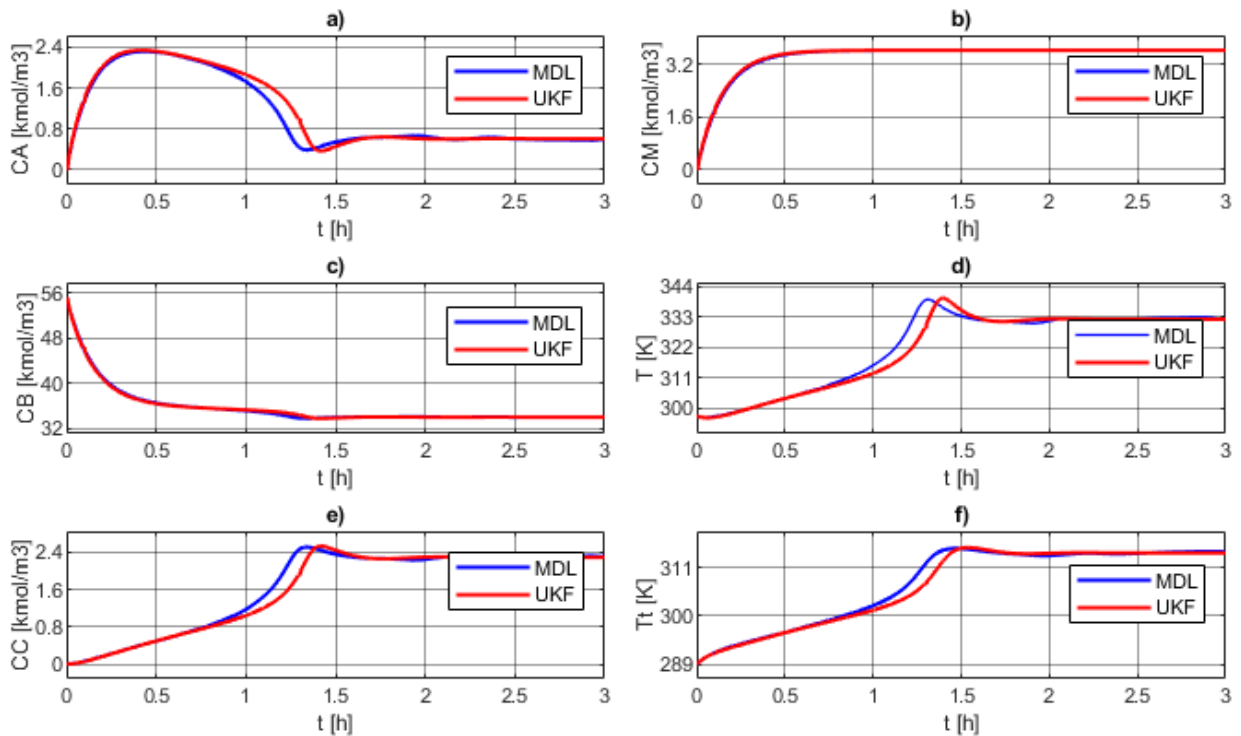 a)
CA [kmol/m3]
2.4
1.6
0.8
0
MDL
UKF
0 0.5 1 1.5 2 2.5 3
t [h]
b)
CM [kmol/m3]
3.2
1.6
0
MDL
UKF
0 0.5 1 1.5 2 2.5 3
t [h]
c)
CB [kmol/m3]
56
48
40
32
MDL
UKF
0 0.5 1 1.5 2 2.5 3
t [h]
d)
T [K]
344
333
322
311
300
MDL
UKF
0 0.5 1 1.5 2 2.5 3
t [h]
e)
CC [kmol/m3]
2.4
1.6
0.8
0
MDL
UKF
0 0.5 1 1.5 2 2.5 3
t [h]
f)
Tt [K]
311
300
289
MDL
UKF
0 0.5 1 1.5 2 2.5 3
t [h]